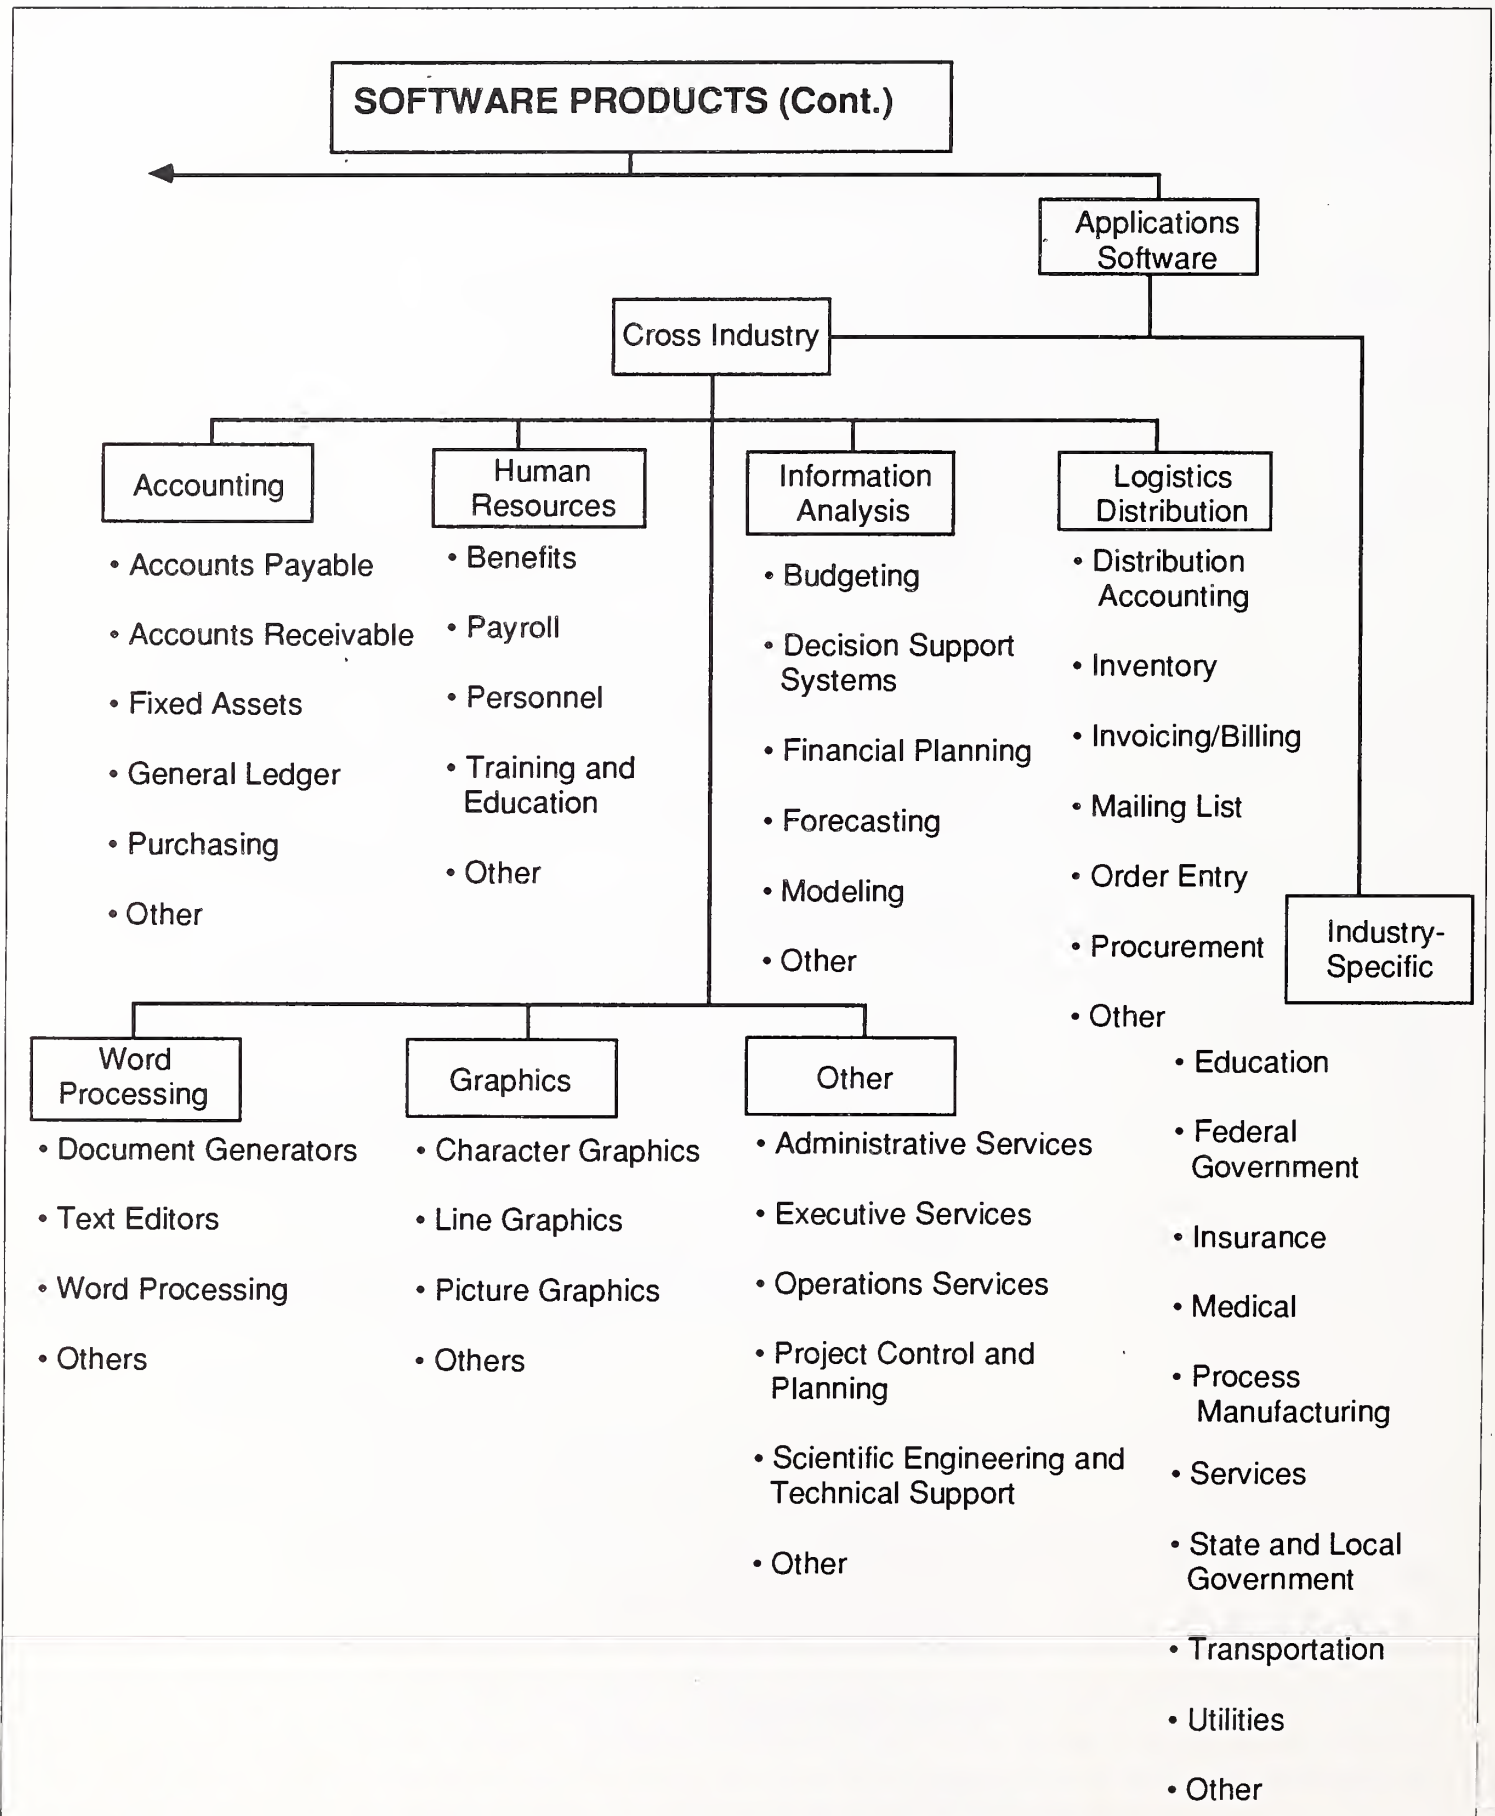 SOFTWARE PRODUCTS (Cont.)
Applications
Software
Cross Industry
Accounting
• Accounts Payable
• Accounts Receivable
• Fixed Assets
• General Ledger
• Purchasing
• Other
Human
Resources
• Benefits
• Payroll
• Personnel
• Training and
Education
• Other
Information
Analysis
• Budgeting
• Decision Support
Systems
• Financial Planning
• Forecasting
• Modeling
• Other
Logistics
Distribution
• Distribution
Accounting
• Inventory
• Invoicing/Billing
• Mailing List
• Order Entry
• Procurement
• Other
Word
Processing
• Document Generators
• Text Editors
• Word Processing
• Others
Graphics
• Character Graphics
• Line Graphics
• Picture Graphics
• Others
Other
• Administrative Services
• Executive Services
• Operations Services
• Project Control and
Planning
• Scientific Engineering and
Technical Support
• Other
Industry-
Specific
• Education
• Federal
Government
• Insurance
• Medical
• Process
Manufacturing
• Services
• State and Local
Government
• Transportation
• Utilities
• Other